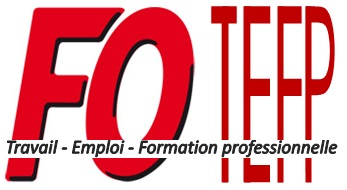 FO TEFP
Travail - Emploi - Formation professionnelle